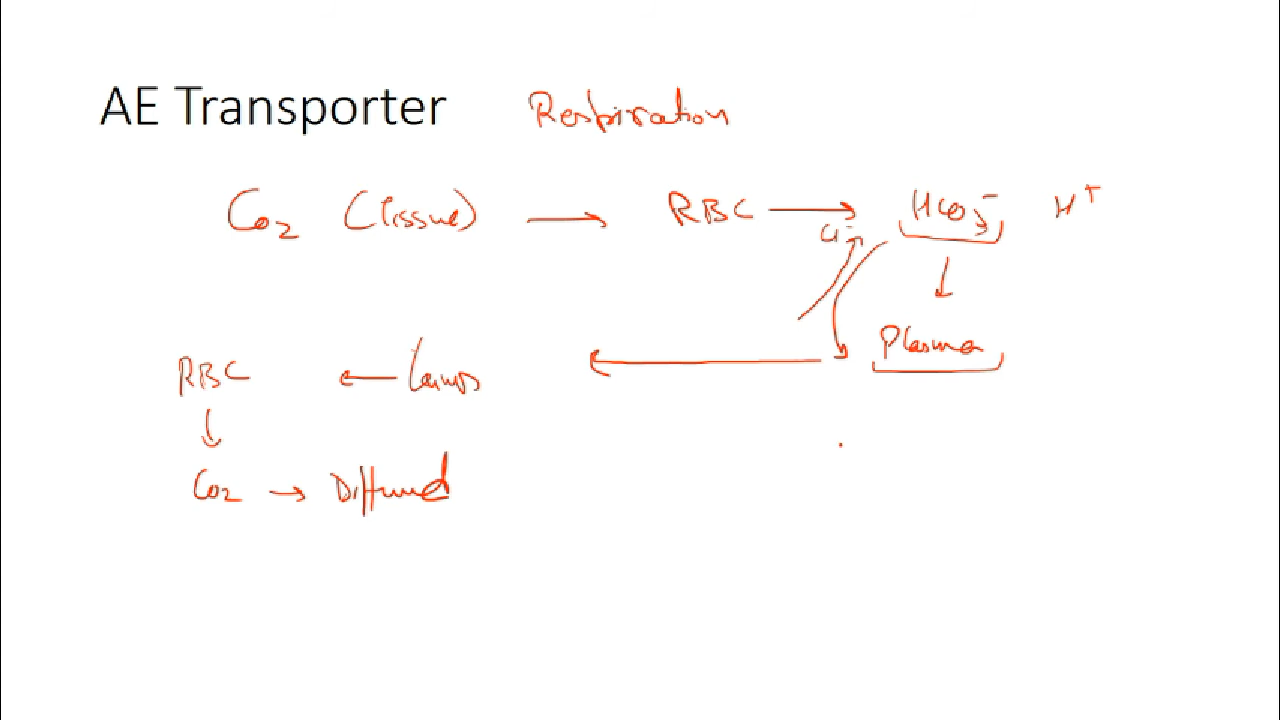 AE Transporter Respiration
CO2 (Tissue) → RBC → HCO3- H+
Cl-
Plasma
RBC ← Lungs ←
↓
CO2 → Diffused